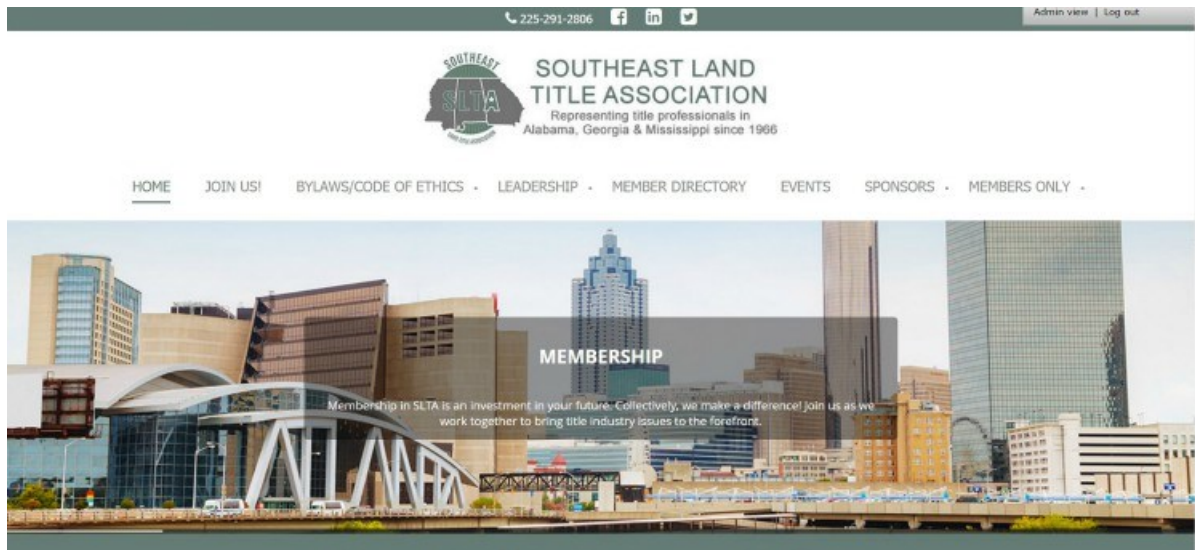 225-291-2806
Admin view | Log out
SOUTHEAST
SLTA
SOUTHEAST LAND
TITLE ASSOCIATION
Representing title professionals in
Alabama, Georgia & Mississippi since 1966
HOME JOIN US! BYLAWS/CODE OF ETHICS LEADERSHIP MEMBER DIRECTORY EVENTS SPONSORS MEMBERS ONLY
MEMBERSHIP
Membership in SLTA is an investment in your future. Collectively, we make a difference! Join us as we
work together to bring title industry issues to the forefront.